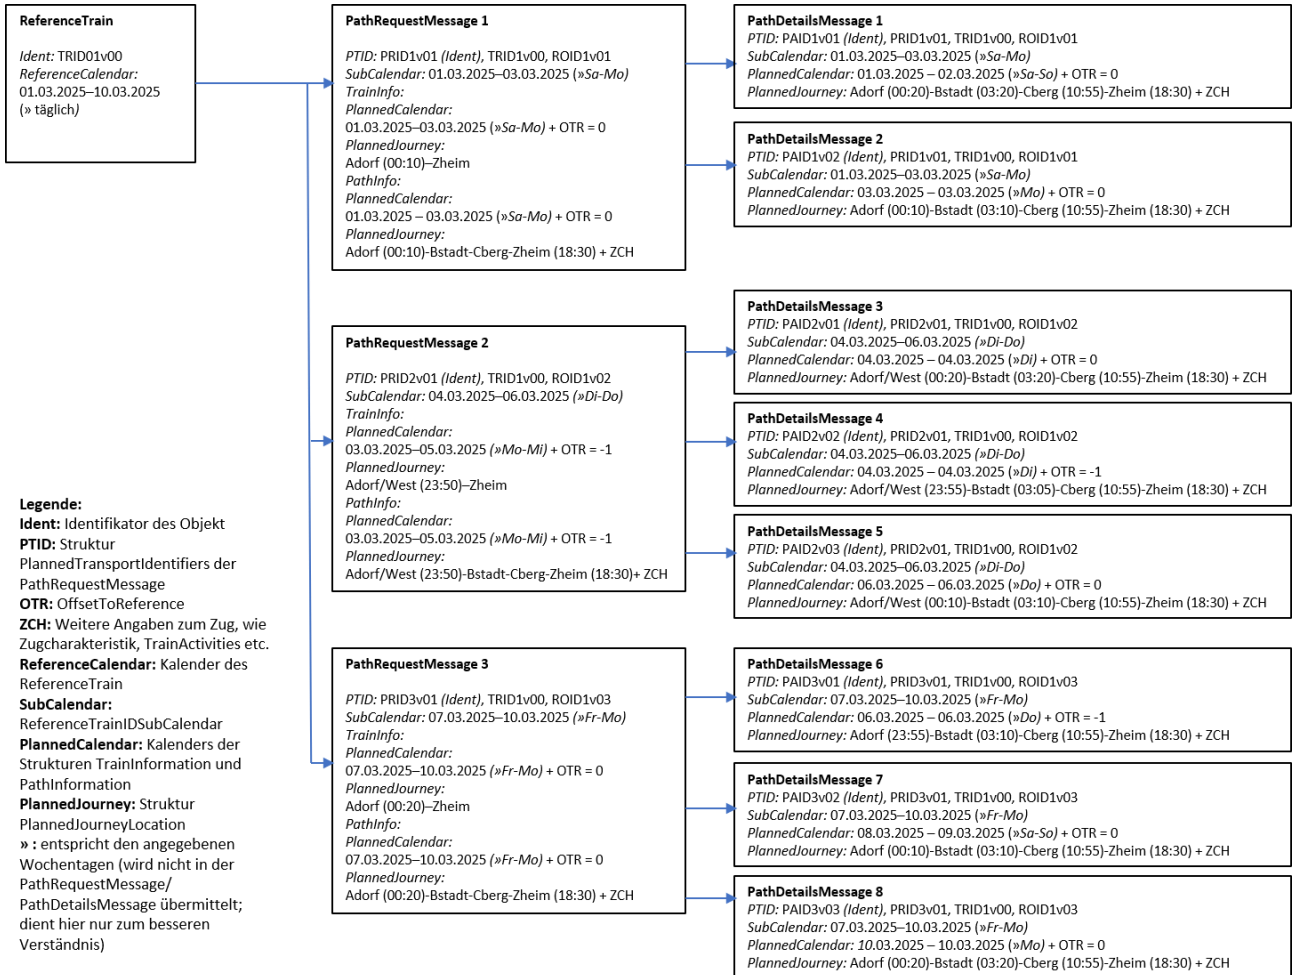 ReferenceTrain
Ident: TRID01v00
ReferenceCalendar:
01.03.2025–10.03.2025
(» täglich)
PathRequestMessage 1
PTID: PRID1v01 (Ident), TRID1v00, ROID1v01
SubCalendar: 01.03.2025–03.03.2025 (»Sa-Mo)
TrainInfo:
PlannedCalendar:
01.03.2025–03.03.2025 (»Sa-Mo) + OTR = 0
PlannedJourney:
Adorf (00:10)–Zheim
PathInfo:
PlannedCalendar:
01.03.2025 – 03.03.2025 (»Sa-Mo) + OTR = 0
PlannedJourney:
Adorf (00:10)-Bstadt-Cberg-Zheim (18:30) + ZCH
PathDetailsMessage 1
PTID: PAID1v01 (Ident), PRID1v01, TRID1v00, ROID1v01
SubCalendar: 01.03.2025–03.03.2025 (»Sa-Mo)
PlannedCalendar: 01.03.2025 – 02.03.2025 (»Sa-So) + OTR = 0
PlannedJourney: Adorf (00:20)-Bstadt (03:20)-Cberg (10:55)-Zheim (18:30) + ZCH
PathDetailsMessage 2
PTID: PAID1v02 (Ident), PRID1v01, TRID1v00, ROID1v01
SubCalendar: 01.03.2025–03.03.2025 (»Sa-Mo)
PlannedCalendar: 03.03.2025 – 03.03.2025 (»Mo) + OTR = 0
PlannedJourney: Adorf (00:10)-Bstadt (03:10)-Cberg (10:55)-Zheim (18:30) + ZCH
PathRequestMessage 2
PTID: PRID2v01 (Ident), TRID1v00, ROID1v02
SubCalendar: 04.03.2025–06.03.2025 (»Di-Do)
TrainInfo:
PlannedCalendar:
03.03.2025–05.03.2025 (»Mo-Mi) + OTR = -1
PlannedJourney:
Adorf/West (23:50)–Zheim
PathInfo:
PlannedCalendar:
03.03.2025–05.03.2025 (»Mo-Mi) + OTR = -1
PlannedJourney:
Adorf/West (23:50)-Bstadt-Cberg-Zheim (18:30)+ ZCH
PathDetailsMessage 3
PTID: PAID2v01 (Ident), PRID2v01, TRID1v00, ROID1v02
SubCalendar: 04.03.2025–06.03.2025 (»Di-Do)
PlannedCalendar: 04.03.2025 – 04.03.2025 (»Di) + OTR = 0
PlannedJourney: Adorf/West (00:20)-Bstadt (03:20)-Cberg (10:55)-Zheim (18:30) + ZCH
PathDetailsMessage 4
PTID: PAID2v02 (Ident), PRID2v01, TRID1v00, ROID1v02
SubCalendar: 04.03.2025–06.03.2025 (»Di-Do)
PlannedCalendar: 04.03.2025 – 04.03.2025 (»Di) + OTR = -1
PlannedJourney: Adorf/West (23:55)-Bstadt (03:05)-Cberg (10:55)-Zheim (18:30) + ZCH
PathDetailsMessage 5
PTID: PAID2v03 (Ident), PRID2v01, TRID1v00, ROID1v02
SubCalendar: 04.03.2025–06.03.2025 (»Di-Do)
PlannedCalendar: 06.03.2025 – 06.03.2025 (»Do) + OTR = 0
PlannedJourney: Adorf/West (00:10)-Bstadt (03:10)-Cberg (10:55)-Zheim (18:30) + ZCH
PathRequestMessage 3
PTID: PRID3v01 (Ident), TRID1v00, ROID1v03
SubCalendar: 07.03.2025–10.03.2025 (»Fr-Mo)
TrainInfo:
PlannedCalendar:
07.03.2025–10.03.2025 (»Fr-Mo) + OTR = 0
PlannedJourney:
Adorf (00:20)–Zheim
PathInfo:
PlannedCalendar:
07.03.2025–10.03.2025 (»Fr-Mo) + OTR = 0
PlannedJourney:
Adorf (00:20)-Bstadt-Cberg-Zheim (18:30) + ZCH
PathDetailsMessage 6
PTID: PAID3v01 (Ident), PRID3v01, TRID1v00, ROID1v03
SubCalendar: 07.03.2025–10.03.2025 (»Fr-Mo)
PlannedCalendar: 06.03.2025 – 06.03.2025 (»Do) + OTR = -1
PlannedJourney: Adorf (23:55)-Bstadt (03:10)-Cberg (10:55)-Zheim (18:30) + ZCH
PathDetailsMessage 7
PTID: PAID3v02 (Ident), PRID3v01, TRID1v00, ROID1v03
SubCalendar: 07.03.2025–10.03.2025 (»Fr-Mo)
PlannedCalendar: 08.03.2025 – 09.03.2025 (»Sa-So) + OTR = 0
PlannedJourney: Adorf (00:10)-Bstadt (03:10)-Cberg (10:55)-Zheim (18:30) + ZCH
PathDetailsMessage 8
PTID: PAID3v03 (Ident), PRID3v01, TRID1v00, ROID1v03
SubCalendar: 07.03.2025–10.03.2025 (»Fr-Mo)
PlannedCalendar: 10.03.2025 – 10.03.2025 (»Mo) + OTR = 0
PlannedJourney: Adorf (00:20)-Bstadt (03:20)-Cberg (10:55)-Zheim (18:30) + ZCH
Legende:
Ident: Identifikator des Objekt
PTID: Struktur
PlannedTransportIdentifiers der
PathRequestMessage
OTR: OffsetToReference
ZCH: Weitere Angaben zum Zug, wie
Zugcharakteristik, TrainActivities etc.
ReferenceCalendar: Kalender des
ReferenceTrain
SubCalendar:
ReferenceTrainIDSubCalendar
PlannedCalendar: Kalenders der
Strukturen TrainInformation und
PathInformation
PlannedJourney: Struktur
PlannedJourneyLocation
» : entspricht den angegebenen
Wochentagen (wird nicht in der
PathRequestMessage/
PathDetailsMessage übermittelt;
dient hier nur zum besseren
Verständnis)